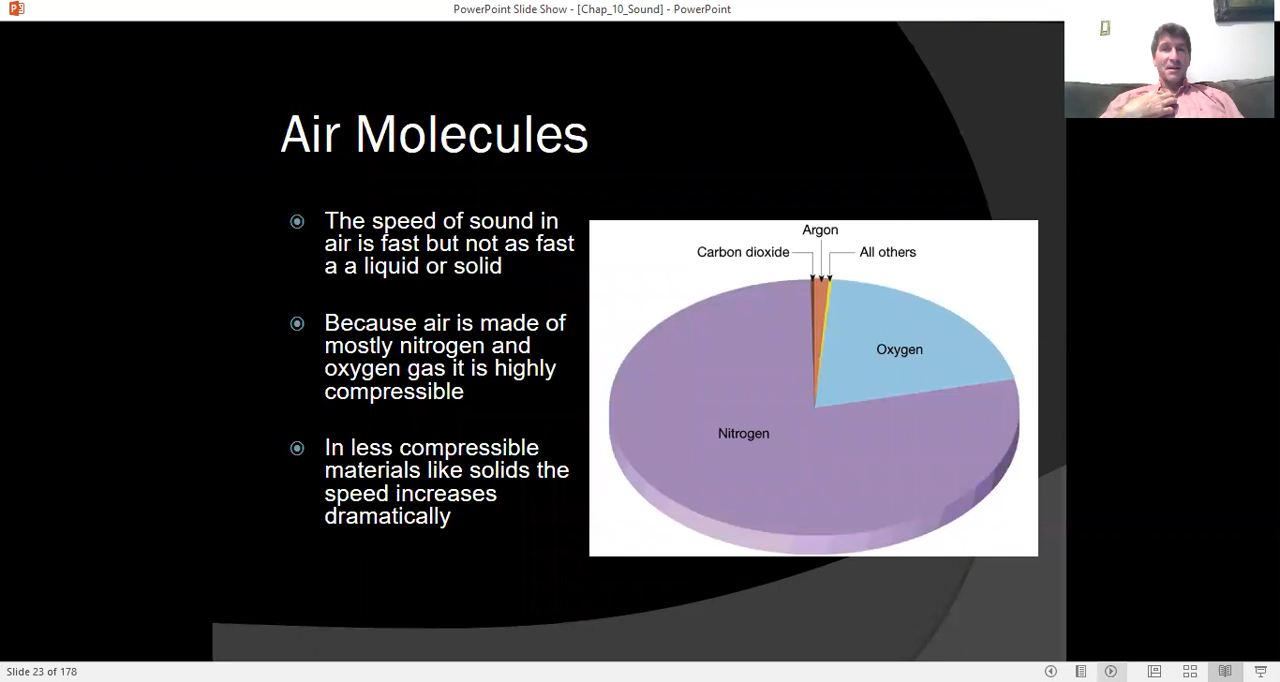 PowerPoint Slide Show - [Chap_10_Sound] - PowerPoint
Air Molecules
The speed of sound in
air is fast but not as fast
a a liquid or solid
Because air is made of
mostly nitrogen and
oxygen gas it is highly
compressible
In less compressible
materials like solids the
speed increases
dramatically
Argon
Carbon dioxide
All others
Oxygen
Nitrogen
Slide 23 of 178